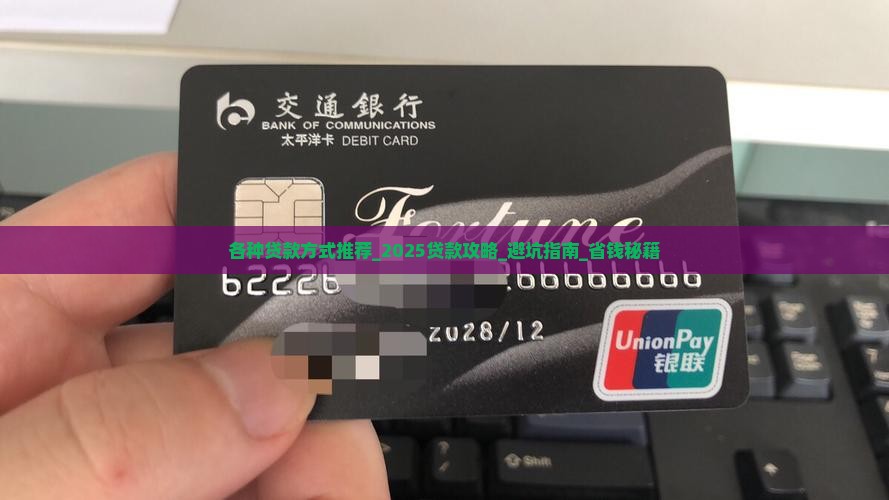 交通銀行
BANK OF COMMUNICATIONS
太平洋卡 DEBIT CARD
Fortune
各种贷款方式推荐_2025贷款攻略_避坑指南_省钱秘籍
2028/12
UnionPay
银联
Shift